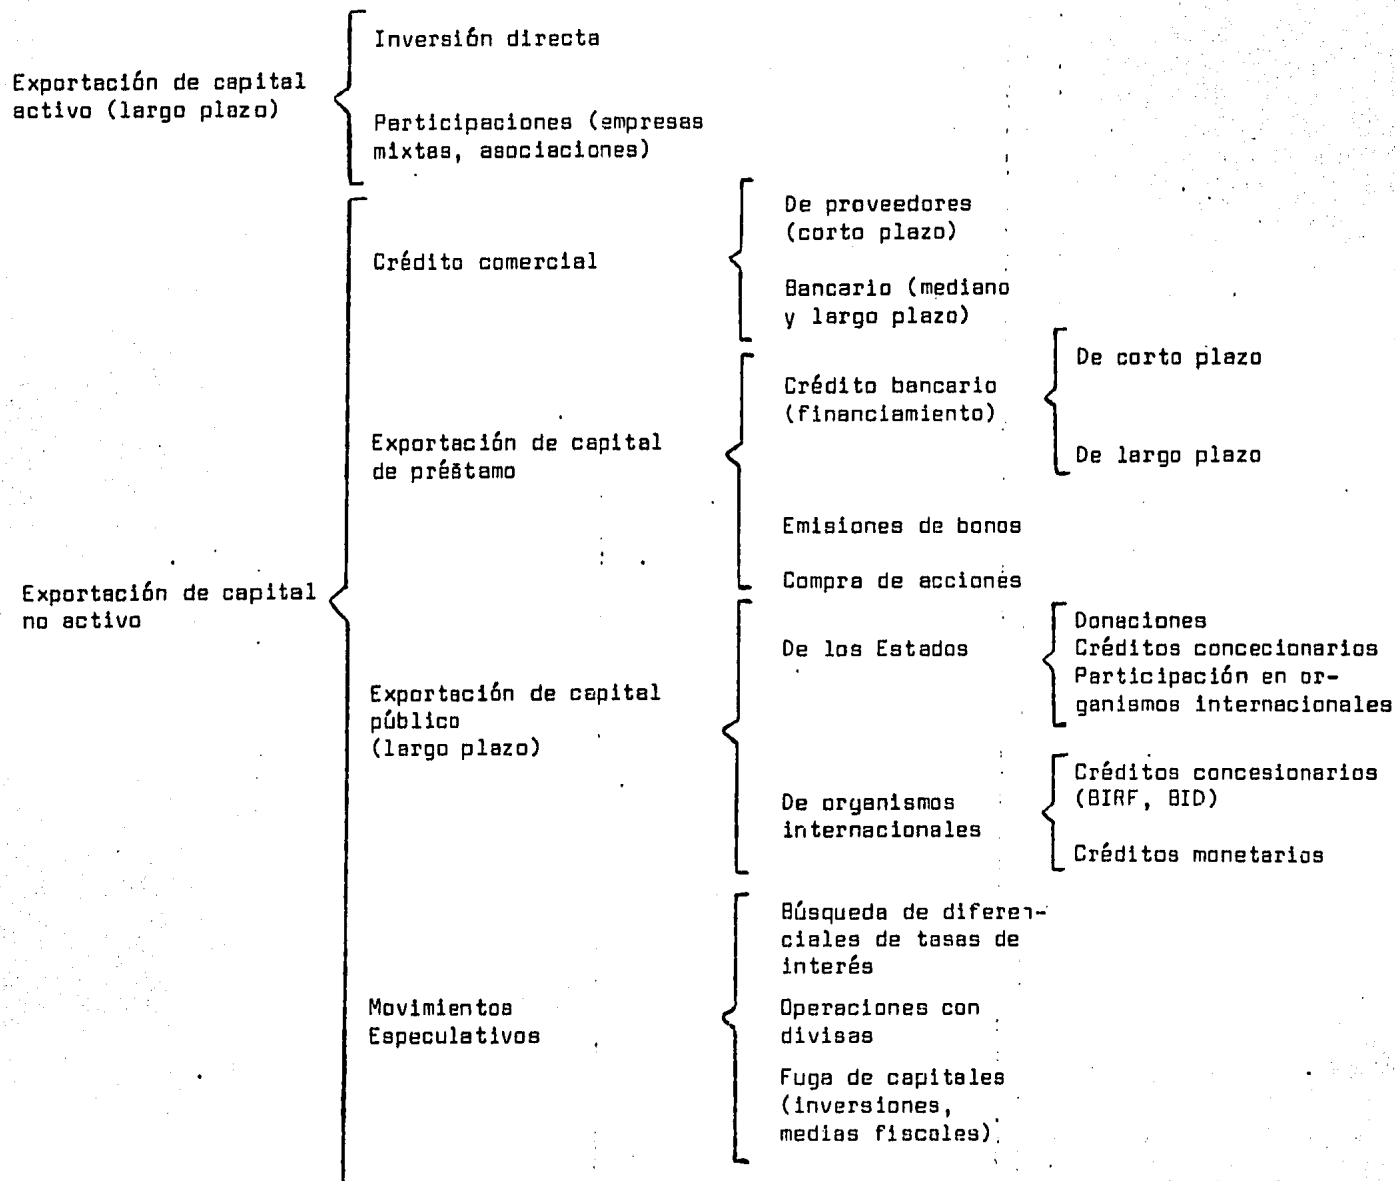 Inversión directa
Exportación de capital
activo (largo plazo)
Participaciones (empresas
mixtas, asociaciones)
De proveedores
(corto plazo)
Crédito comercial
Bancario (mediano
y largo plazo)
De corto plazo
Crédito bancario
(financiamiento)
De largo plazo
Exportación de capital
de préstamo
Emisiones de bonos
Compra de acciones
Exportación de capital
no activo
De los Estados
Donaciones
Créditos concecionarios
Participación en or-
ganismos internacionales
Exportación de capital
público
(largo plazo)
De organismos
internacionales
Créditos concesionarios
(BIRF, BID)
Créditos monetarios
Búsqueda de diferen-
ciales de tasas de
interés
Movimientos
Especulativos
Operaciones con
divisas
Fuga de capitales
(inversiones,
medias fiscales)